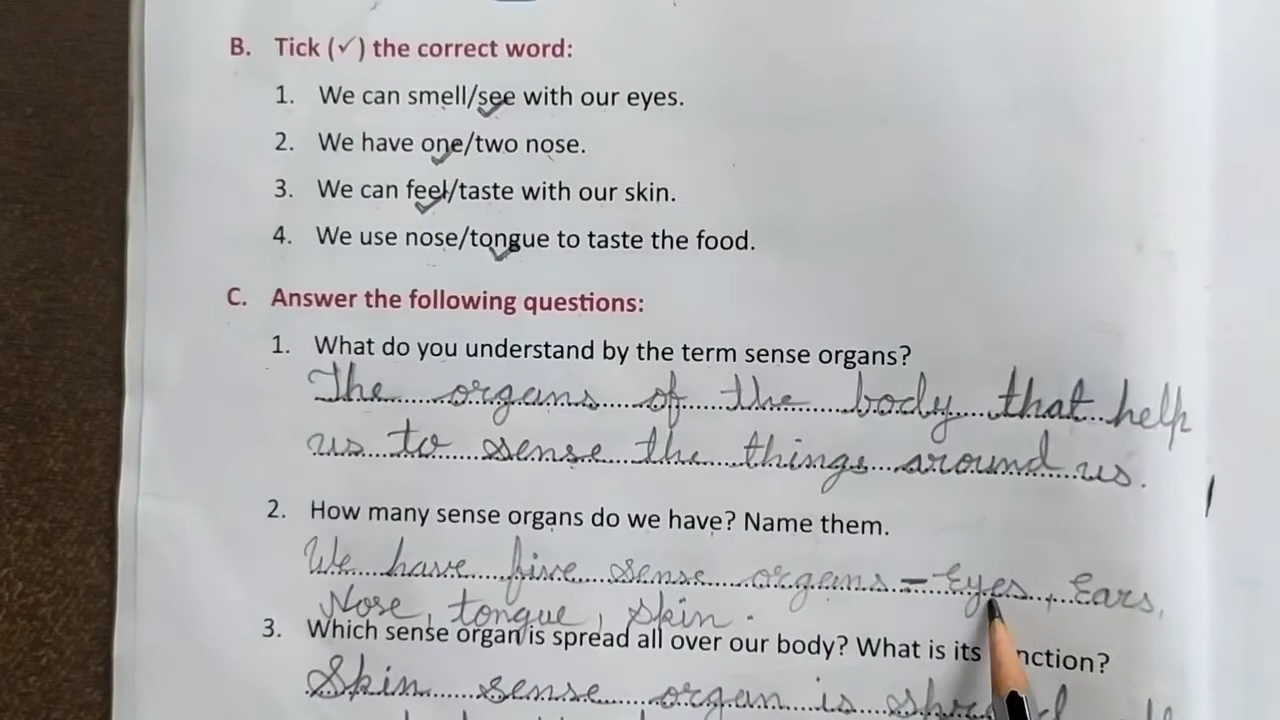 B. Tick (✓) the correct word:
1. We can smell/see with our eyes.
2. We have one/two nose.
3. We can feel/taste with our skin.
4. We use nose/tongue to taste the food.
C. Answer the following questions:
1. What do you understand by the term sense organs?
The organs of the body that help
us to sense the things around us.
2. How many sense organs do we have? Name them.
We have five sense organs - Eyes, Ears,
Nose, tongue, skin.
3. Which sense organ is spread all over our body? What is its
Skin sense organ is